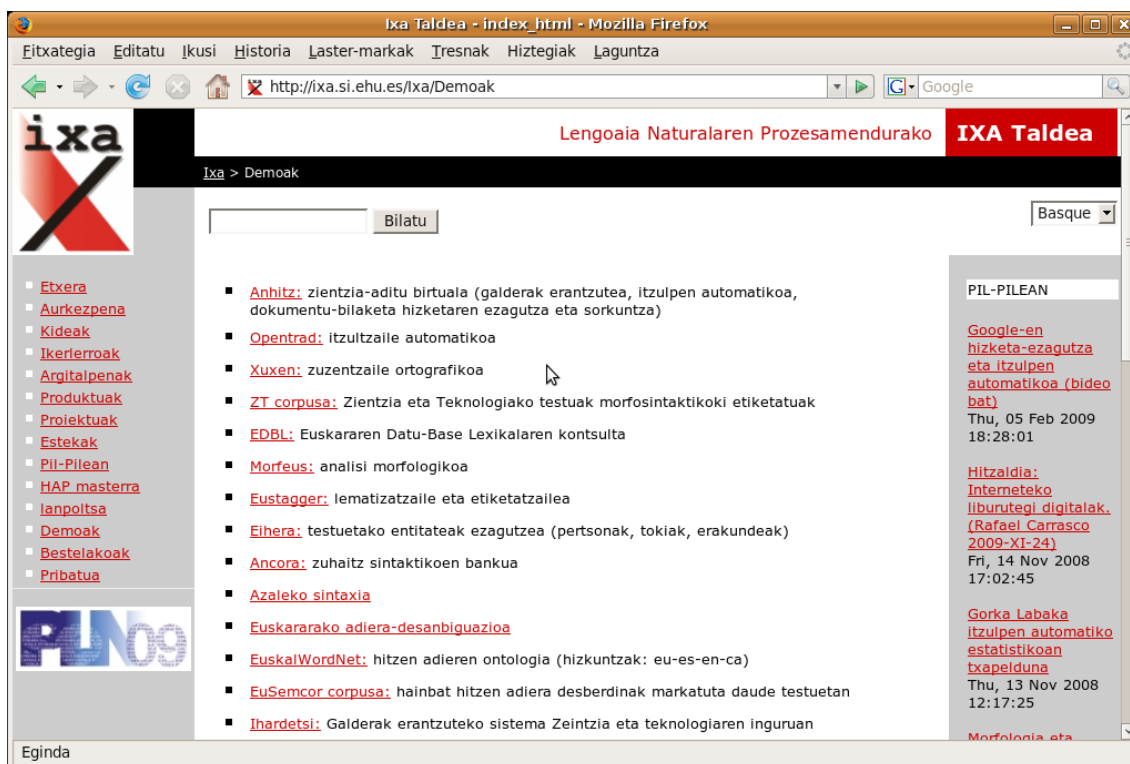 Ixa Taldea - index_html - Mozilla Firefox
Fitxategia Editatu Ikusi Historia Laster-markak Tresnak Hiztegiak Laguntza
http://ixa.si.ehu.es/Ixa/Demoak
G Google
ixa
Lengoaia Naturalaren Prozesamendurako
IXA Taldea
Ixa > Demoak
Bilatu
Basque
Etxera
Aurkezpena
Kideak
Ikerlerroak
Argitalpenak
Produktuak
Proiektuak
Estekak
Pil-Pilean
HAP masterra
Ianpoltsa
Demoak
Bestelakoak
Pribatua
PLN09
Anhitz: zientzia-aditu birtuala (galderak erantzutea, itzulpen automatikoa,
dokumentu-bilaketa hizketaren ezagutza eta sorkuntza)
Opentrad: itzultzaile automatikoa
Xuxen: zuzentzaile ortografikoa
ZT corpusa: Zientzia eta Teknologiako testuak morfosintaktikoki etiketatuak
EDBL: Euskararen Datu-Base Lexikalaren kontsulta
Morfeus: analisi morfologikoa
Eustagger: lematizatzaile eta etiketatzailea
Eihera: testuetako entitateak ezagutzea (pertsonak, tokiak, erakundeak)
Ancora: zuhaitz sintaktikoen bankua
Azaleko sintaxia
Euskararako adiera-desanbiguazioa
EuskalWordNet: hitzen adieren ontologia (hizkuntzak: eu-es-en-ca)
EuSemcor corpusa: hainbat hitzen adiera desberdinak markatuta daude testuetan
Ihardetsi: Galderak erantzuteko sistema Zeintzia eta teknologiaren inguruan
PIL-PILEAN
Google-en
hizketa-ezagutza
eta itzulpen
automatikoa (bideo
bat)
Thu, 05 Feb 2009
18:28:01
Hitzaldia:
Interneteko
liburutegi digitalak.
(Rafael Carrasco
2009-XI-24)
Fri, 14 Nov 2008
17:02:45
Gorka Labaka
itzulpen automatiko
estatistikoan
txapelduna
Thu, 13 Nov 2008
12:17:25
Morfologia eta
Eginda